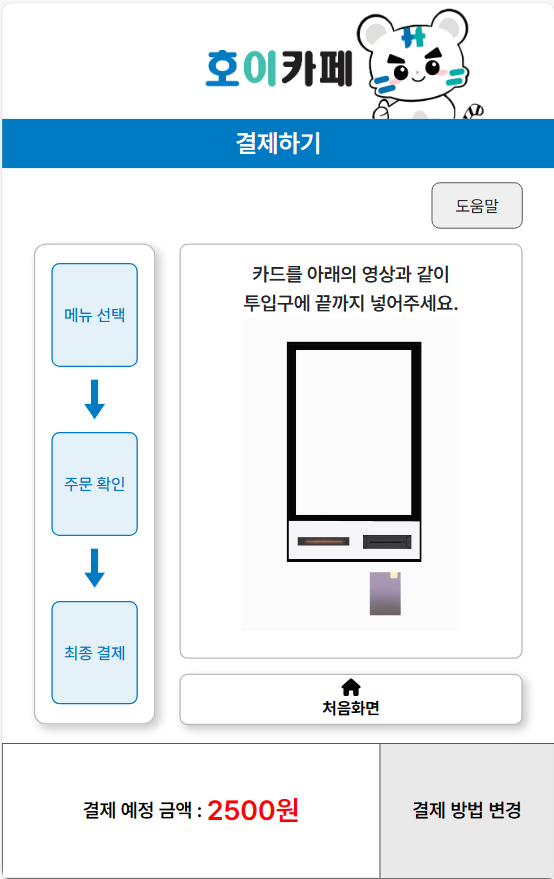 호이카페
결제하기
도움말
메뉴 선택
주문 확인
최종 결제
카드를 아래의 영상과 같이
투입구에 끝까지 넣어주세요.
처음화면
결제 예정 금액 : 2500원
결제 방법 변경